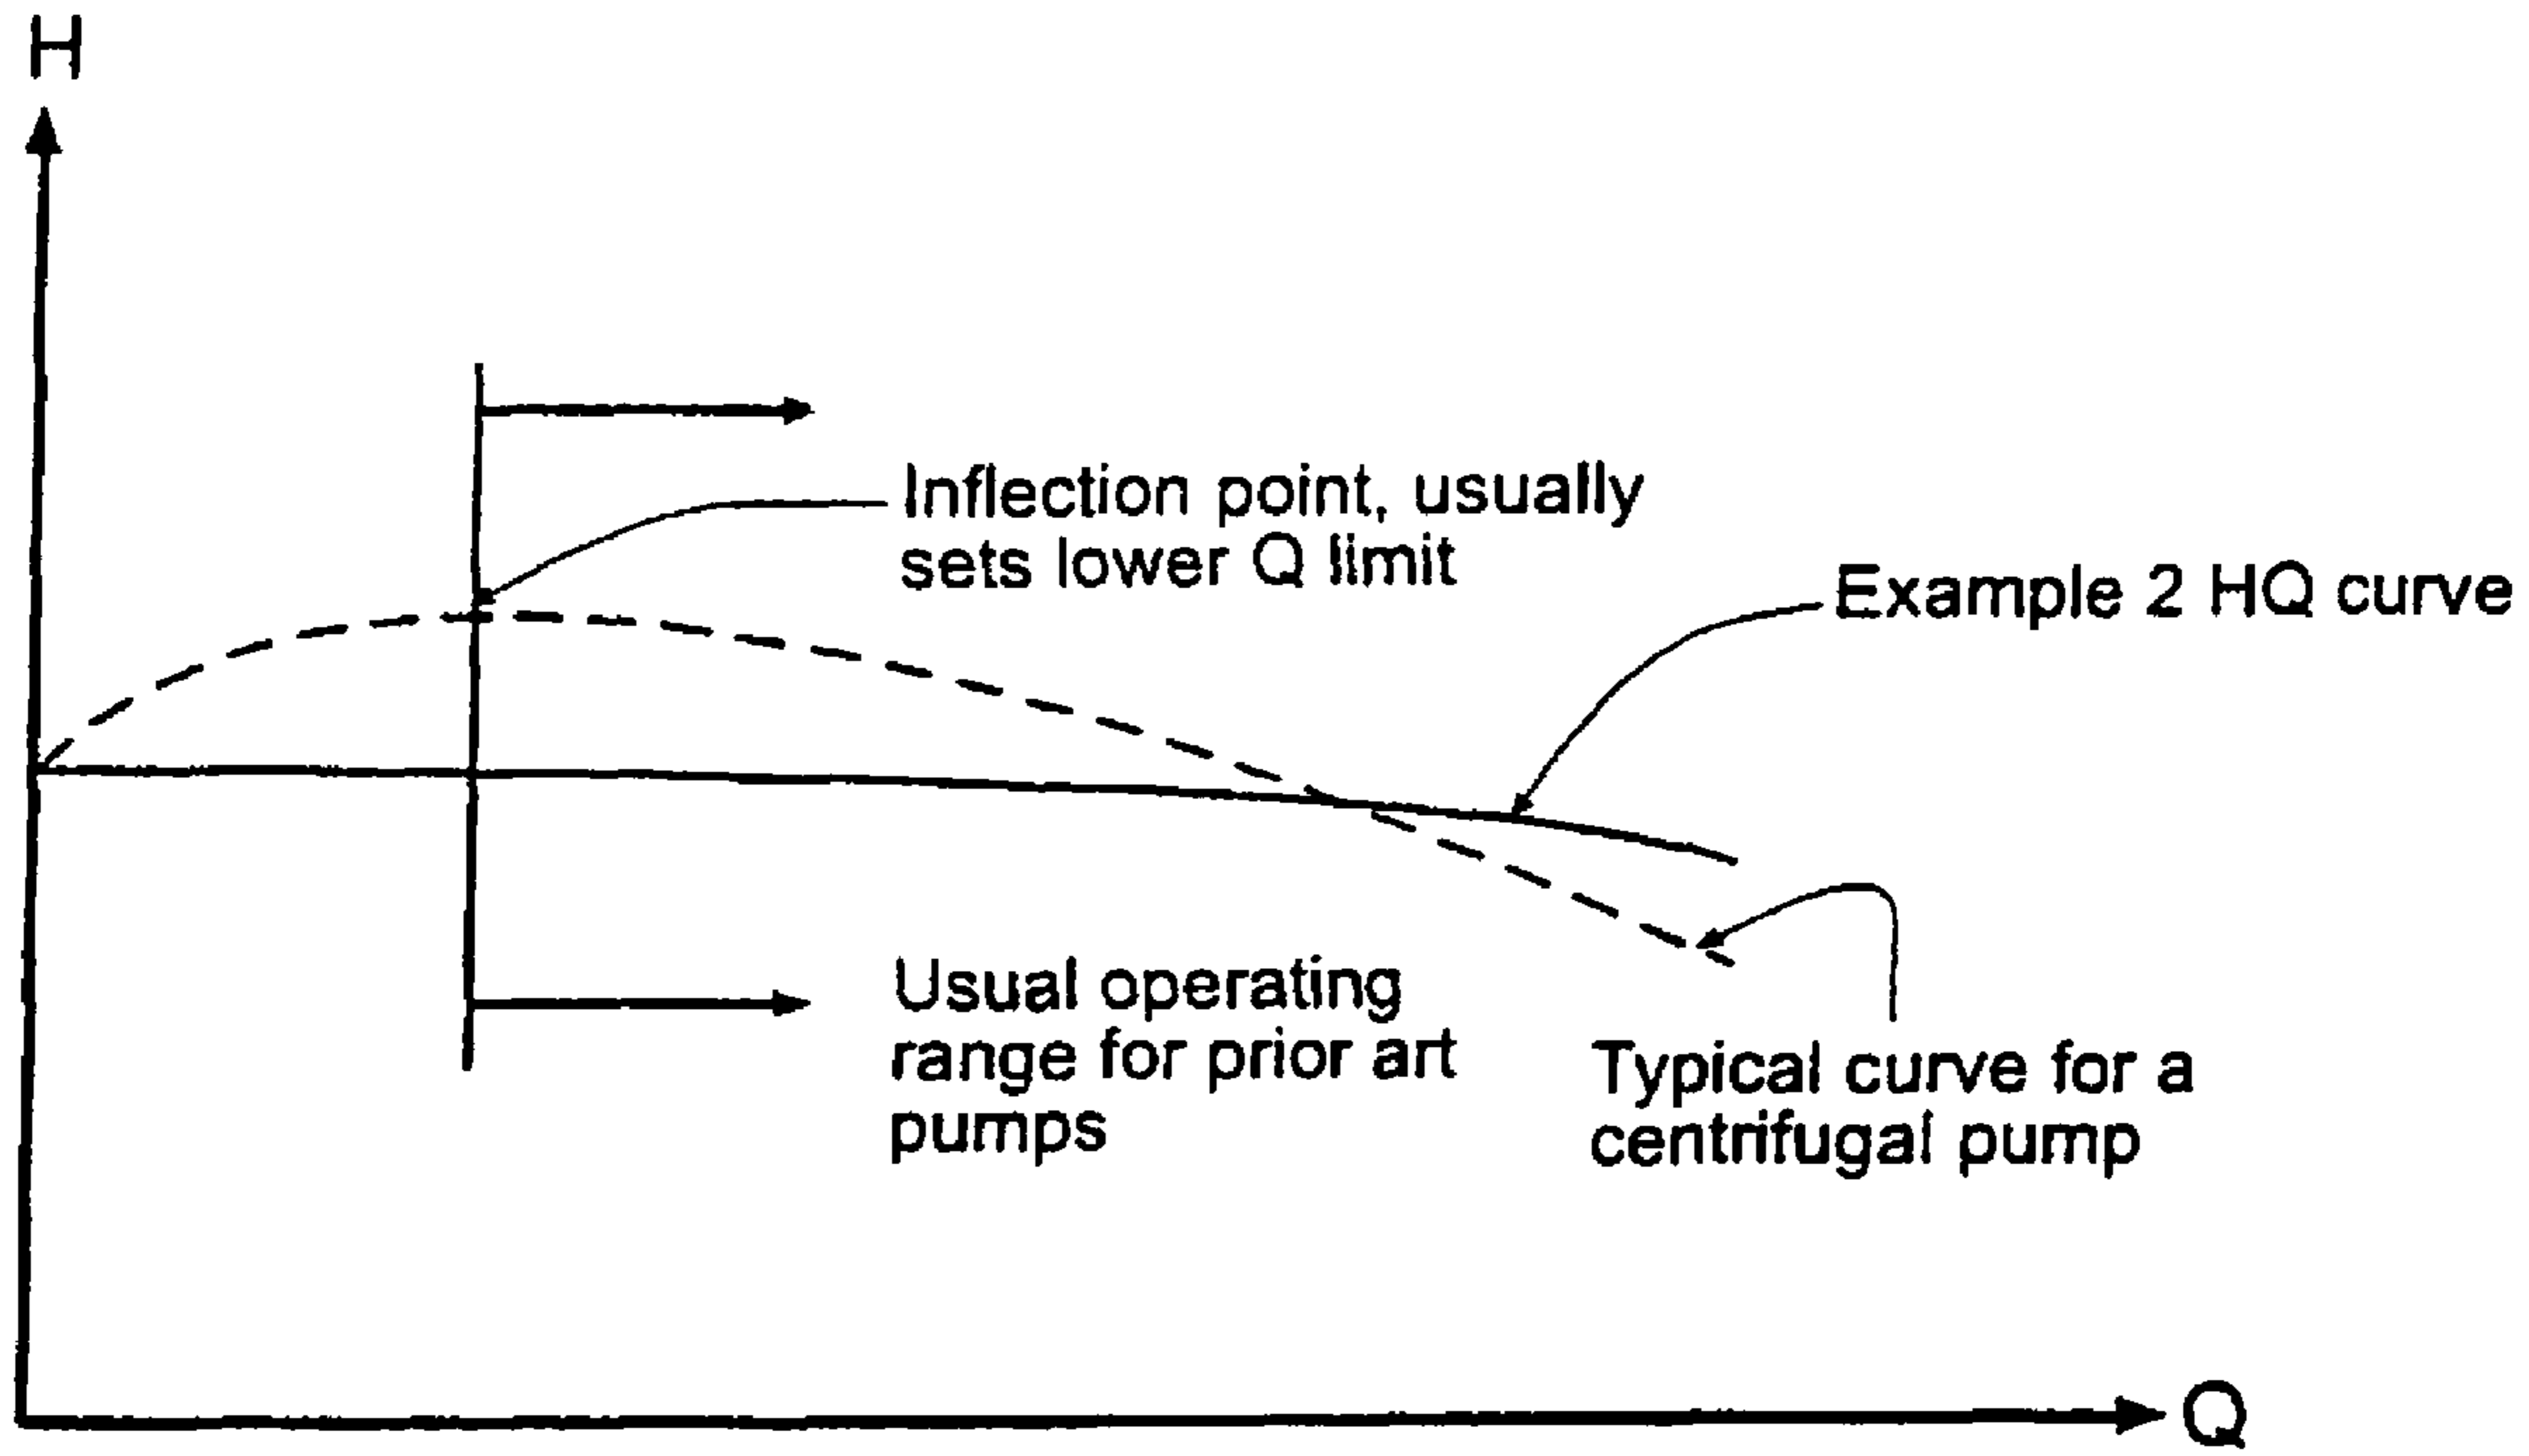 H
Inflection point, usually
sets lower Q limit
Example 2 HQ curve
Usual operating
range for prior art
pumps
Typical curve for a
centrifugal pump
Q